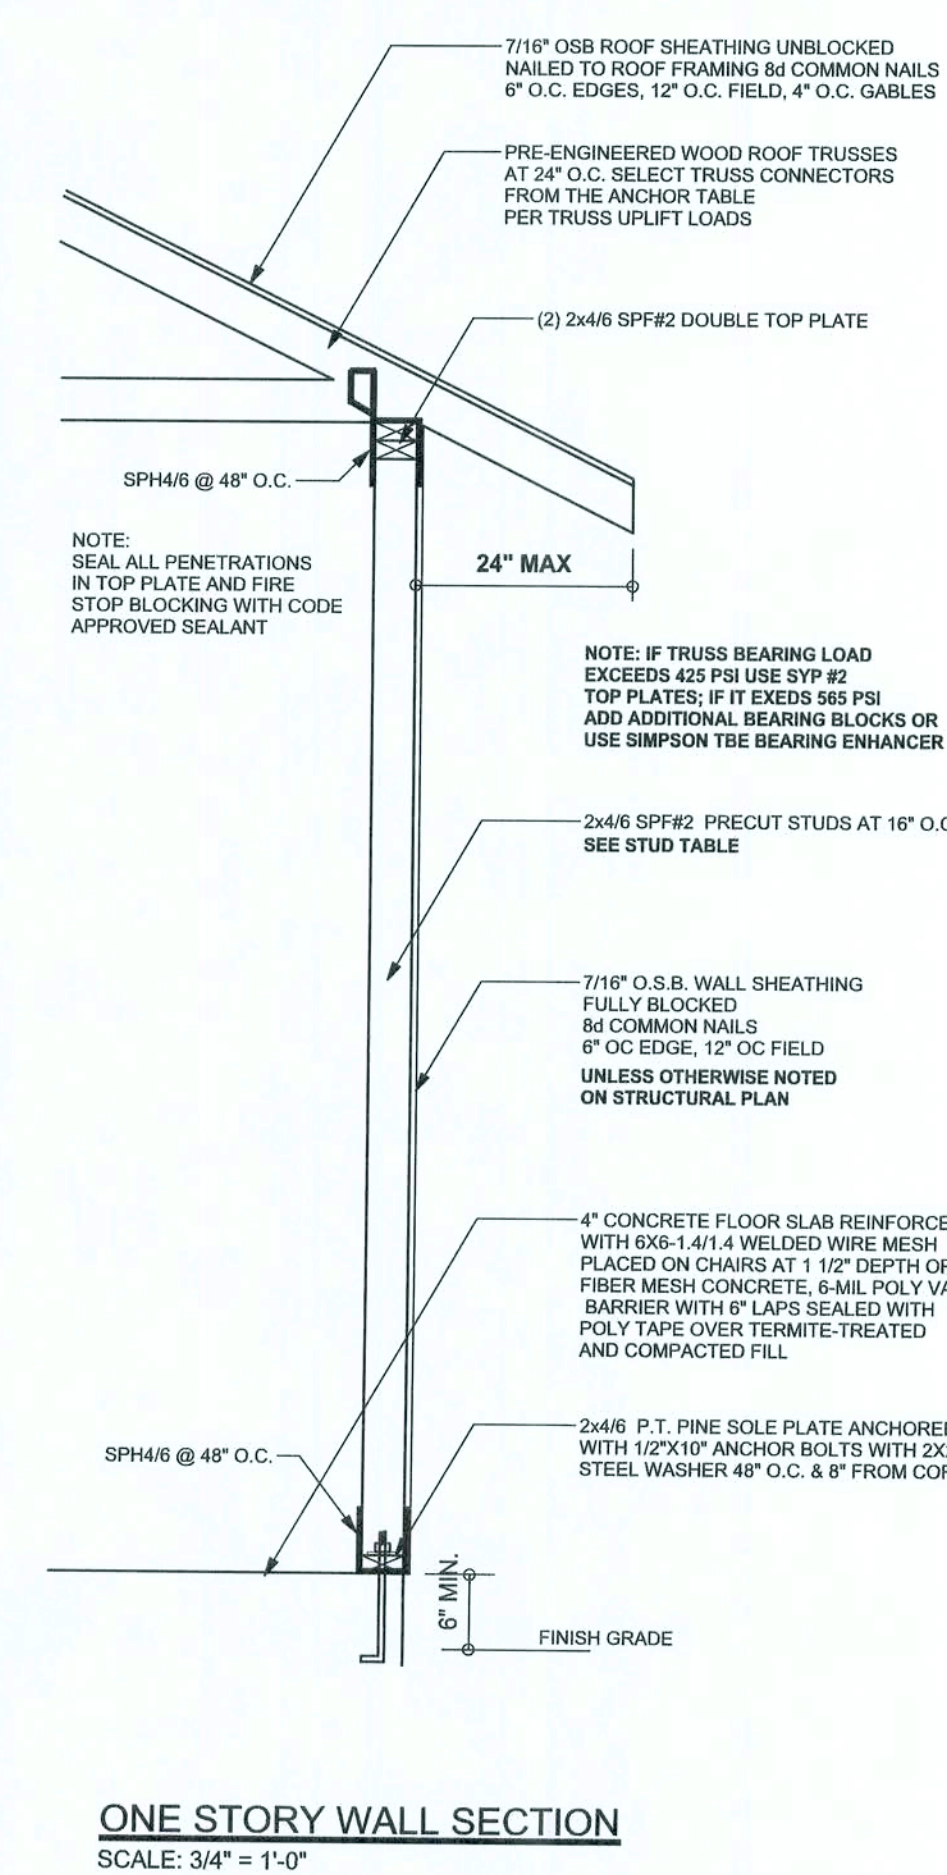 7/16" OSB ROOF SHEATHING UNBLOCKED
NAILED TO ROOF FRAMING 8d COMMON NAILS
6" O.C. EDGES, 12" O.C. FIELD, 4" O.C. GABLES
PRE-ENGINEERED WOOD ROOF TRUSSES
AT 24" O.C. SELECT TRUSS CONNECTORS
FROM THE ANCHOR TABLE
PER TRUSS UPLIFT LOADS
(2) 2x4/6 SPF#2 DOUBLE TOP PLATE
SPH4/6 @ 48" O.C.
NOTE:
SEAL ALL PENETRATIONS
IN TOP PLATE AND FIRE
STOP BLOCKING WITH CODE
APPROVED SEALANT
24" MAX
NOTE: IF TRUSS BEARING LOAD
EXCEEDS 425 PSI USE SYP #2
TOP PLATES; IF IT EXEDS 565 PSI
ADD ADDITIONAL BEARING BLOCKS OR
USE SIMPSON TBE BEARING ENHANCER
2x4/6 SPF#2 PRECUT STUDS AT 16" O.C
SEE STUD TABLE
7/16" O.S.B. WALL SHEATHING
FULLY BLOCKED
8d COMMON NAILS
6" OC EDGE, 12" OC FIELD
UNLESS OTHERWISE NOTED
ON STRUCTURAL PLAN
4" CONCRETE FLOOR SLAB REINFORCE
WITH 6X6-1.4/1.4 WELDED WIRE MESH
PLACED ON CHAIRS AT 1 1/2" DEPTH OR
FIBER MESH CONCRETE, 6-MIL POLY VA
BARRIER WITH 6" LAPS SEALED WITH
POLY TAPE OVER TERMITE-TREATED
AND COMPACTED FILL
2x4/6 P.T. PINE SOLE PLATE ANCHORED
WITH 1/2"X10" ANCHOR BOLTS WITH 2X
STEEL WASHER 48" O.C. & 8" FROM
SPH4/6 @ 48" O.C.
6" MIN.
FINISH GRADE
ONE STORY WALL SECTION
SCALE: 3/4" = 1'-0"